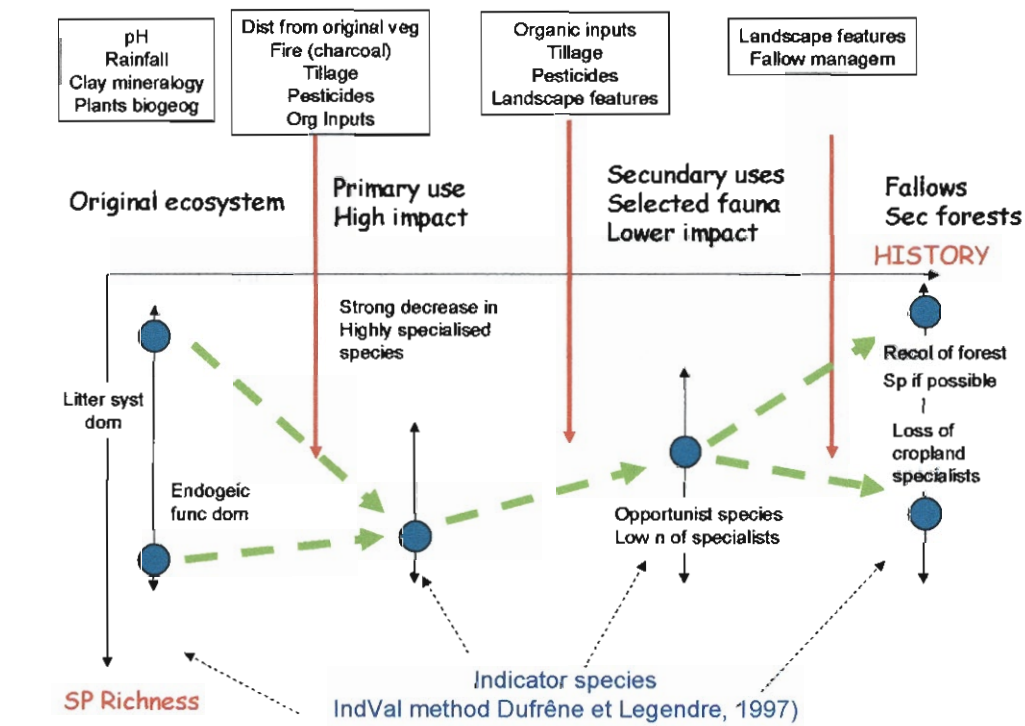 pH
Rainfall
Clay mineralogy
Plants biogeog
Dist from original veg
Fire (charcoal)
Tillage
Pesticides
Org Inputs
Organic inputs
Tillage
Pesticides
Landscape features
Landscape features
Fallow managem
Original ecosystem
Primary use
High impact
Secundary uses
Selected fauna
Lower impact
Fallows
Sec forests
HISTORY
Strong decrease in
Highly specialised
species
Litter syst
dom
Endogeic
func dom
Opportunist species
Low n of specialists
Recol of forest
Sp if possible
Loss of
cropland
specialists
SP Richness
Indicator species
IndVal method Dufrêne et Legendre, 1997)